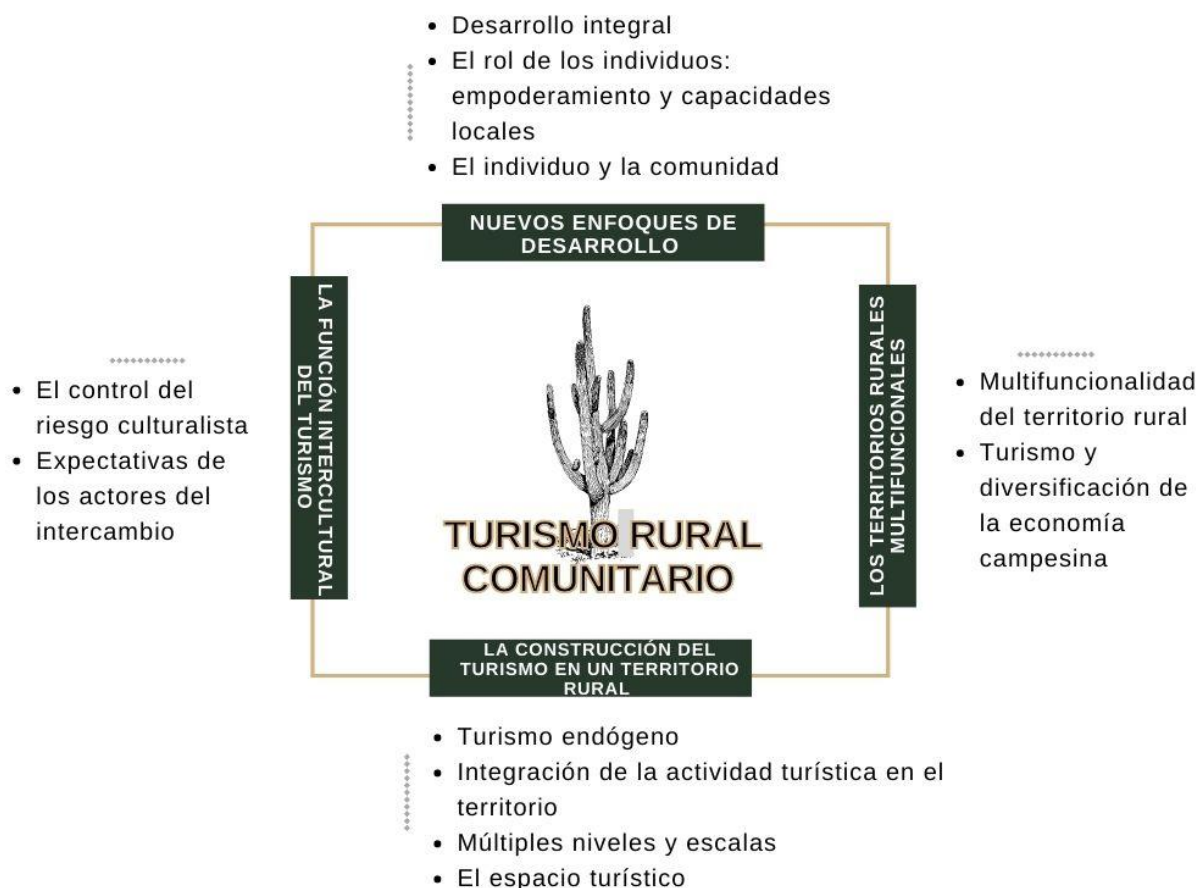 Desarrollo integral
El rol de los individuos:
empoderamiento y capacidades
locales
El individuo y la comunidad
NUEVOS ENFOQUES DE
DESARROLLO
LA FUNCIÓN INTERCULTURAL
DEL TURISMO
El control del
riesgo culturalista
Expectativas de
los actores del
intercambio
TURISMO RURAL
COMUNITARIO
LOS TERRITORIOS RURALES
MULTIFUNCIONALES
Multifuncionalidad
del territorio rural
Turismo y
diversificación de
la economía
campesina
LA CONSTRUCCIÓN DEL
TURISMO EN UN TERRITORIO
RURAL
Turismo endógeno
Integración de la actividad turística en el
territorio
Múltiples niveles y escalas
El espacio turístico